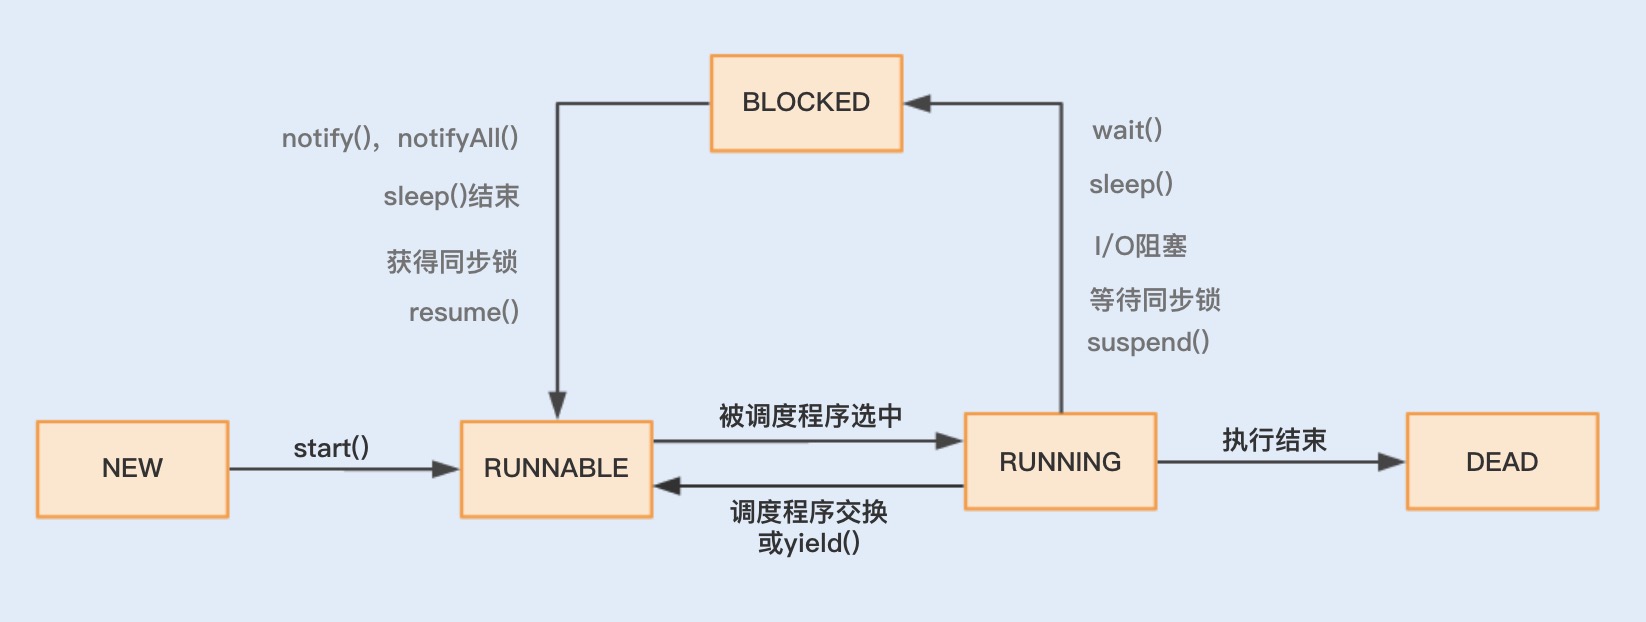 BLOCKED
notify()，notifyAll()
sleep()结束
获得同步锁
resume()
wait()
sleep()
I/O阻塞
等待同步锁
suspend()
NEW
start()
RUNNABLE
被调度程序选中
调度程序交换
或yield()
RUNNING
执行结束
DEAD